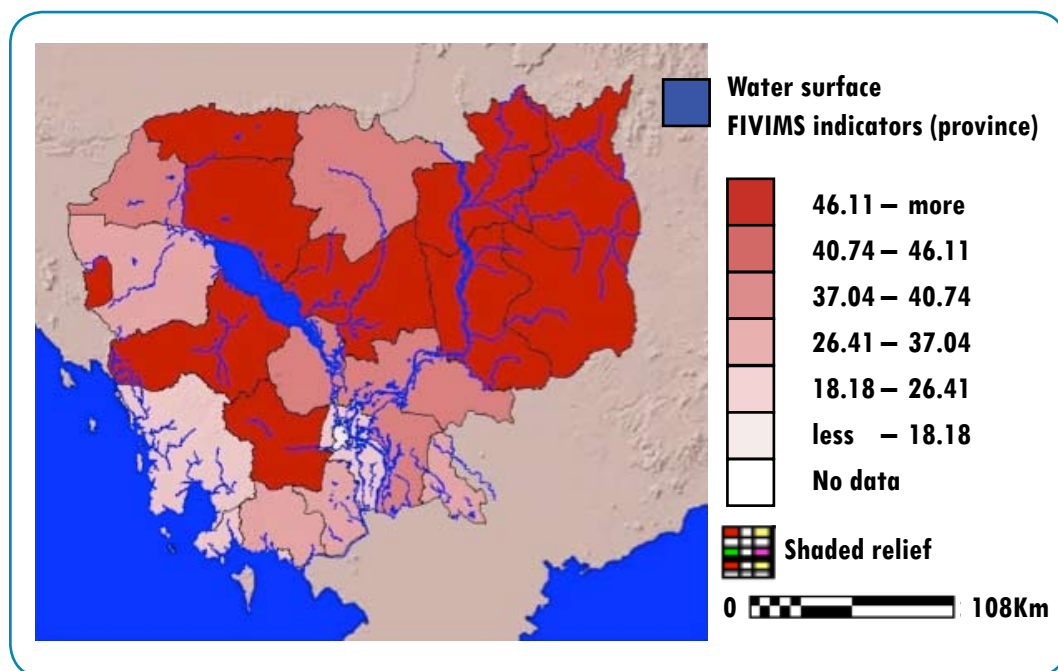 Water surface
FIVIMS indicators (province)
46.11 – more
40.74 – 46.11
37.04 – 40.74
26.41 – 37.04
18.18 – 26.41
less – 18.18
No data
Shaded relief
0 108Km